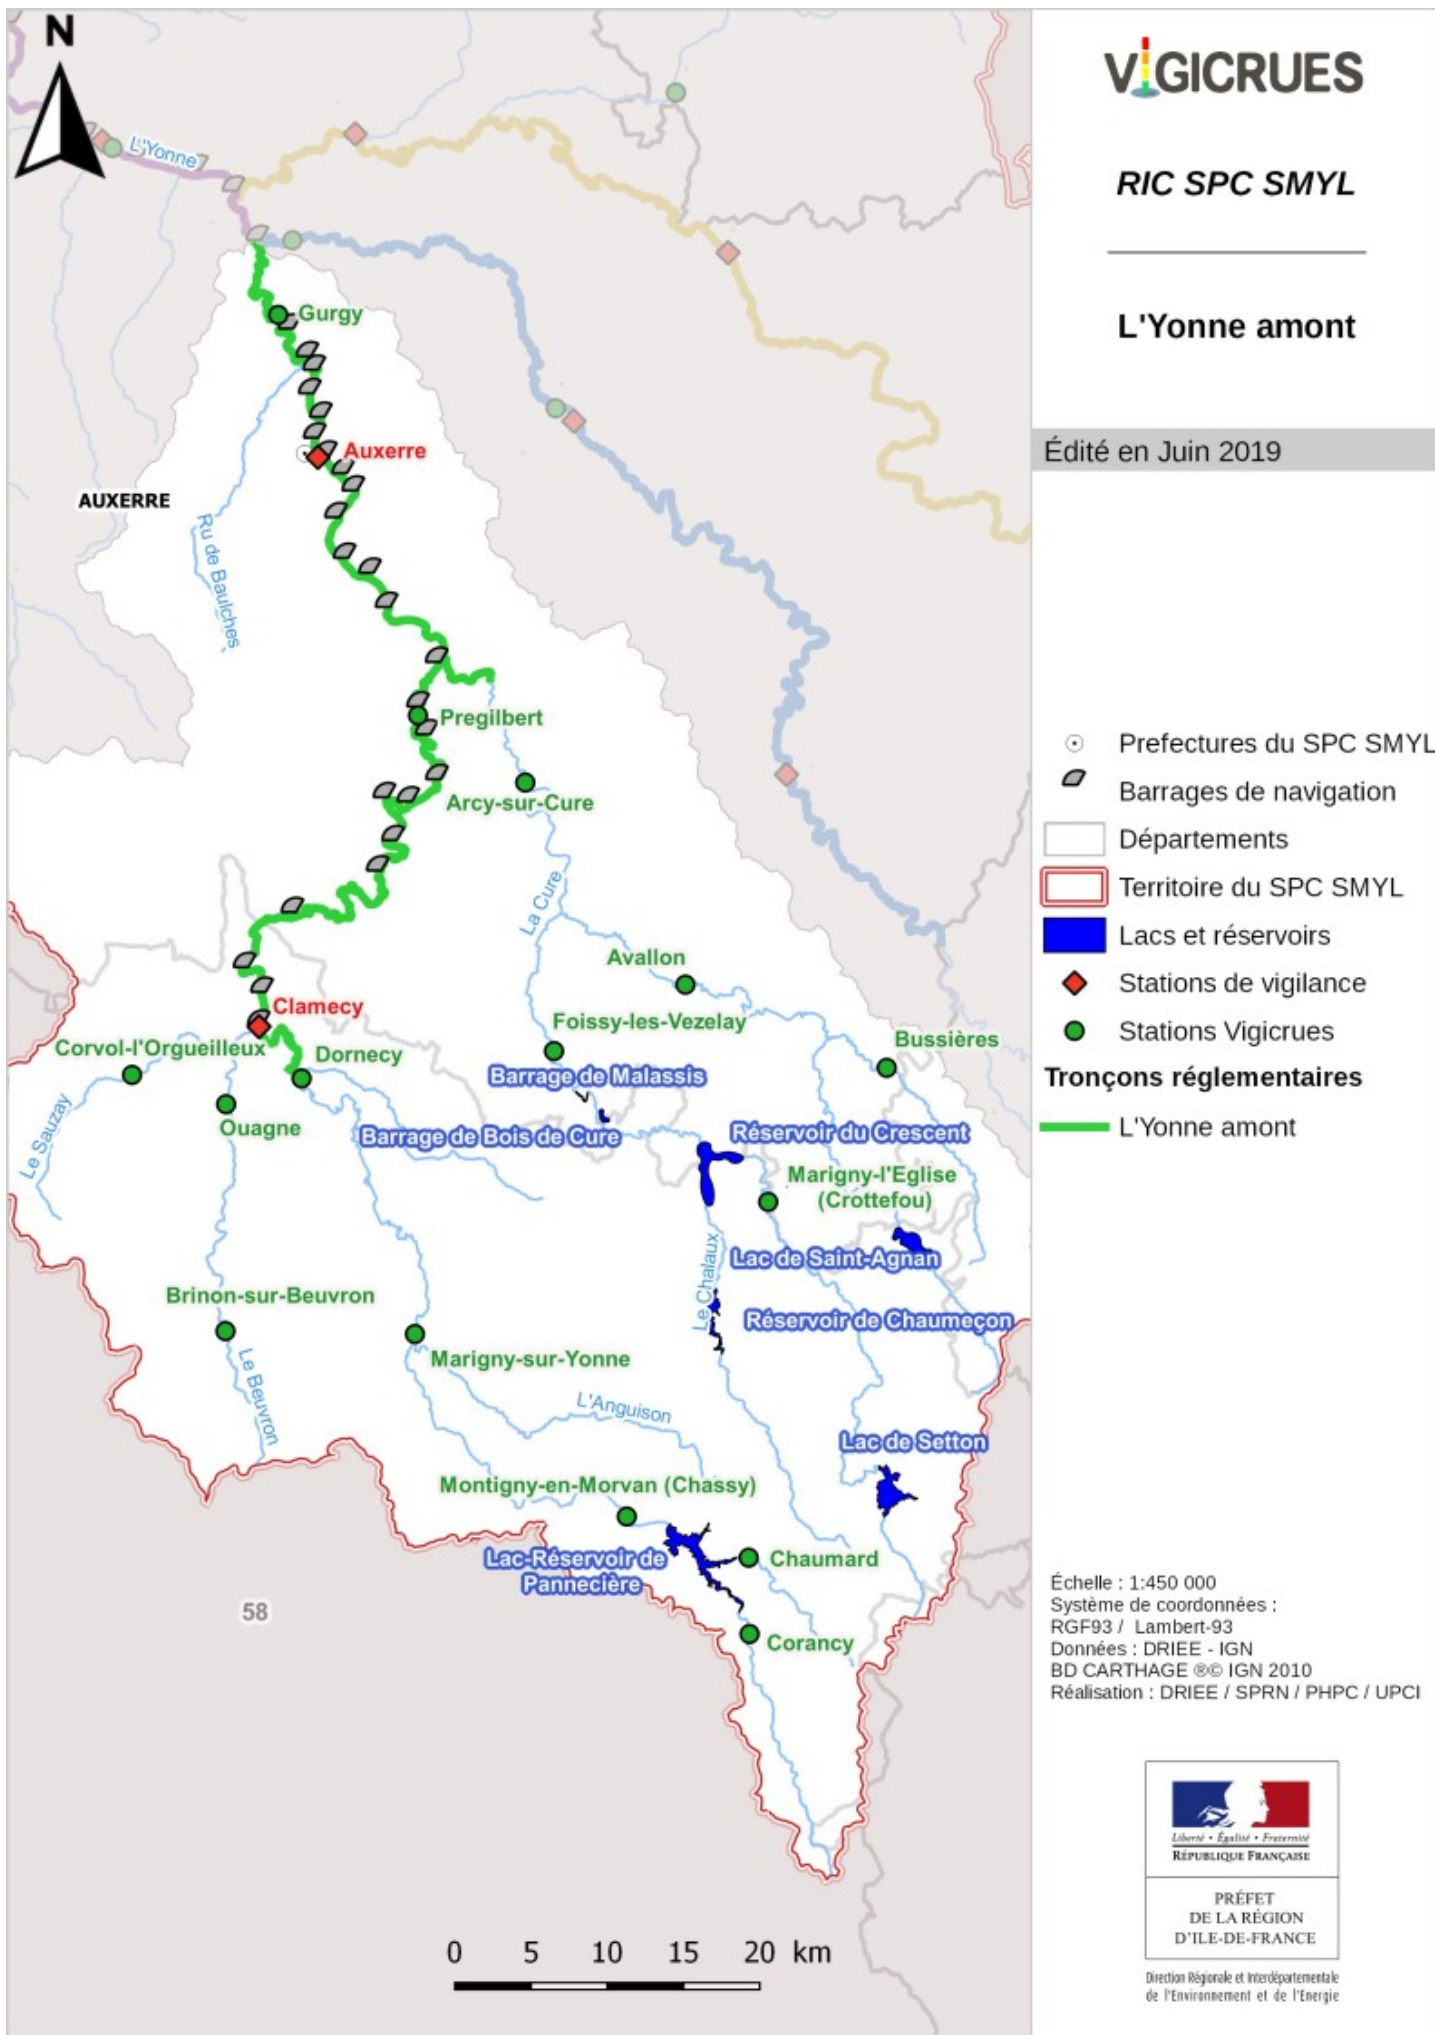 N
L'Yonne
Gurgy
Auxerre
AUXERRE
Ru de Baulches
Pregilbert
Arcy-sur-Cure
La Cure
Avallon
Clamecy
Foissy-les-Vezelay
Bussières
Corvol-l'Orgueilleux
Dornecy
Barrage de Malassis
Le Sauzay
Ouagne
Barrage de Bois de Cure
Réservoir du Crescent
Marigny-l'Eglise
(Crottefou)
Le Chalaux
Lac de Saint-Agnan
Brinon-sur-Beuvron
Réservoir de Chaumeçon
Marigny-sur-Yonne
Le Beuvron
L'Anguison
Lac de Setton
Montigny-en-Morvan (Chassy)
Lac-Réservoir de
Pannecière
Chaumard
58
Corancy
0 5 10 15 20 km
VIGICRUES
RIC SPC SMYL
L'Yonne amont
Édité en Juin 2019
Prefectures du SPC SMYL
Barrages de navigation
Départements
Territoire du SPC SMYL
Lacs et réservoirs
Stations de vigilance
Stations Vigicrues
Tronçons réglementaires
L'Yonne amont
Échelle : 1:450 000
Système de coordonnées :
RGF93 / Lambert-93
Données : DRIEE - IGN
BD CARTHAGE ®© IGN 2010
Réalisation : DRIEE / SPRN / PHPC / UPCI
Liberté • Égalité • Fraternité
RÉPUBLIQUE FRANÇAISE
PRÉFET
DE LA RÉGION
D'ILE-DE-FRANCE
Direction Régionale et Interdépartementale
de l'Environnement et de l'Energie